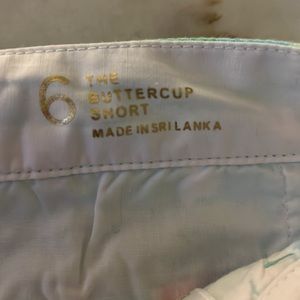 6
THE
BUTTERCUP
SHORT
MADE IN SRI LANKA